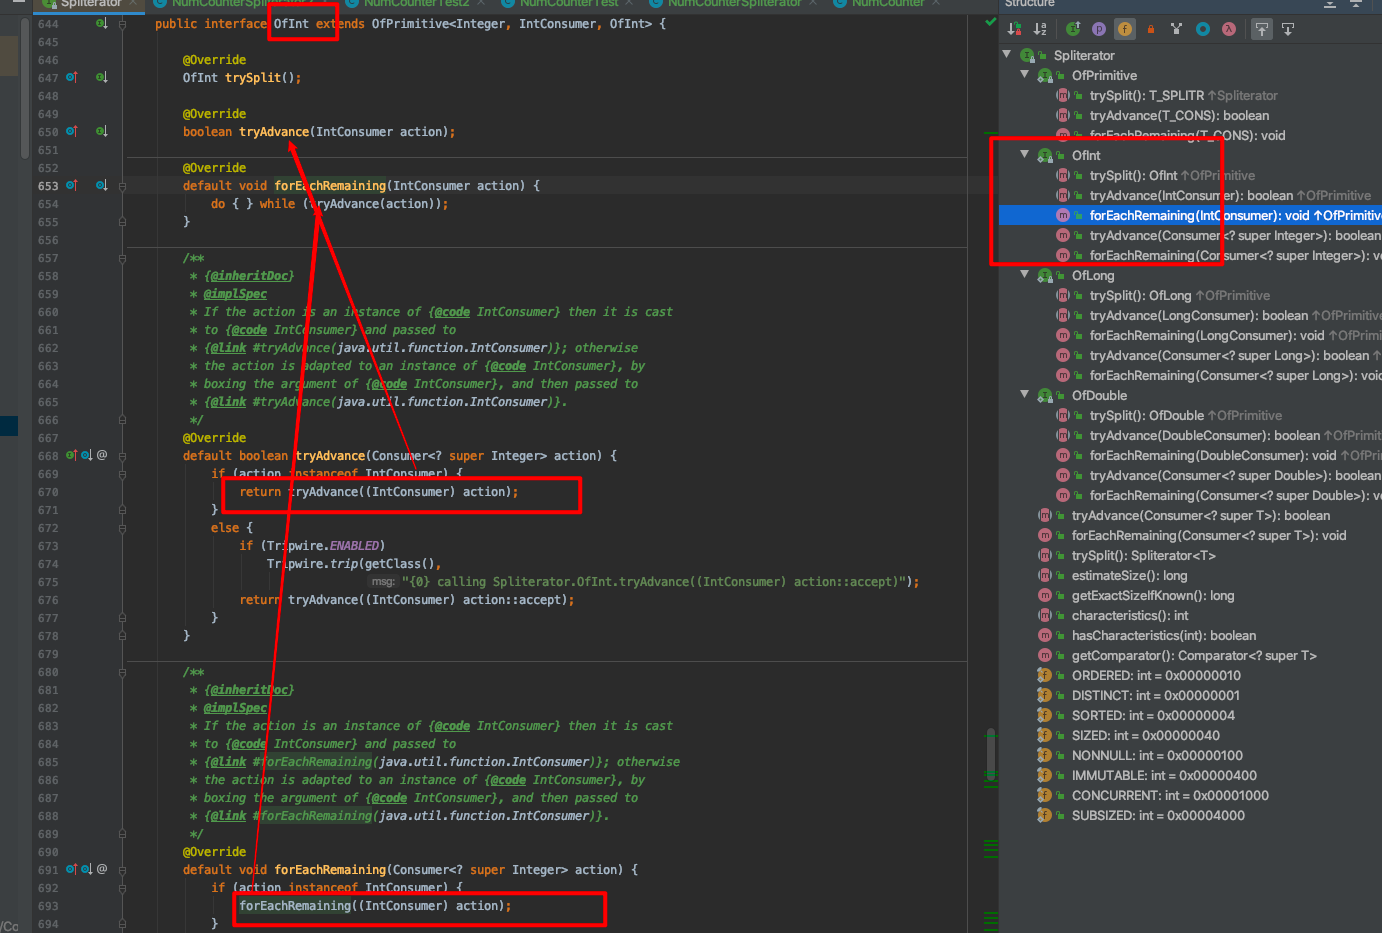 Spliterator NumCounterSpliterator NumCounterTest2 NumCounterTest NumCounterSpliterator NumCounter
644 public interface OfInt extends OfPrimitive<Integer, IntConsumer, OfInt> {
645
646 @Override
647 OfInt trySplit();
648
649 @Override
650 boolean tryAdvance(IntConsumer action);
651
652 @Override
653 default void forEachRemaining(IntConsumer action) {
654 do { } while (tryAdvance(action));
655 }
656
657 /**
658 * {@inheritDoc}
659 * @implSpec
660 * If the action is an instance of {@code IntConsumer} then it is cast
661 * to {@code IntConsumer} and passed to
662 * {@link #tryAdvance(java.util.function.IntConsumer)}; otherwise
663 * the action is adapted to an instance of {@code IntConsumer}, by
664 * boxing the argument of {@code IntConsumer}, and then passed to
665 * {@link #tryAdvance(java.util.function.IntConsumer)}.
666 */
667 @Override
668 @ default boolean tryAdvance(Consumer<? super Integer> action) {
669 if (action instanceof IntConsumer) {
670 return tryAdvance((IntConsumer) action);
671 }
672 else {
673 if (Tripwire.ENABLED)
674 Tripwire.trip(getClass(),
675 msg: "{0} calling Spliterator.OfInt.tryAdvance((IntConsumer) action::accept)");
676 return tryAdvance((IntConsumer) action::accept);
677 }
678 }
679
680 /**
681 * {@inheritDoc}
682 * @implSpec
683 * If the action is an instance of {@code IntConsumer} then it is cast
684 * to {@code IntConsumer} and passed to
685 * {@link #forEachRemaining(java.util.function.IntConsumer)}; otherwise
686 * the action is adapted to an instance of {@code IntConsumer}, by
687 * boxing the argument of {@code IntConsumer}, and then passed to
688 * {@link #forEachRemaining(java.util.function.IntConsumer)}.
689 */
690 @Override
691 @ default void forEachRemaining(Consumer<? super Integer> action) {
692 if (action instanceof IntConsumer) {
693 forEachRemaining((IntConsumer) action);
694 }
/Co
Structure
Spliterator
OfPrimitive
trySplit(): T_SPLITR ↑Spliterator
tryAdvance(T_CONS): boolean
forEachRemaining(T_CONS): void
OfInt
trySplit(): OfInt ↑OfPrimitive
tryAdvance(IntConsumer): boolean ↑OfPrimitive
forEachRemaining(IntConsumer): void ↑OfPrimitive
tryAdvance(Consumer<? super Integer>): boolean
forEachRemaining(Consumer<? super Integer>): vo
OfLong
trySplit(): OfLong ↑OfPrimitive
tryAdvance(LongConsumer): boolean ↑OfPrimitive
forEachRemaining(LongConsumer): void ↑OfPrim
tryAdvance(Consumer<? super Long>): boolean ↑
forEachRemaining(Consumer<? super Long>): void
OfDouble
trySplit(): OfDouble ↑OfPrimitive
tryAdvance(DoubleConsumer): boolean ↑OfPrimit
forEachRemaining(DoubleConsumer): void ↑OfPri
tryAdvance(Consumer<? super Double>): boolean
forEachRemaining(Consumer<? super Double>): vo
tryAdvance(Consumer<? super T>): boolean
forEachRemaining(Consumer<? super T>): void
trySplit(): Spliterator<T>
estimateSize(): long
getExactSizeIfKnown(): long
characteristics(): int
hasCharacteristics(int): boolean
getComparator(): Comparator<? super T>
ORDERED: int = 0x00000010
DISTINCT: int = 0x00000001
SORTED: int = 0x00000004
SIZED: int = 0x00000040
NONNULL: int = 0x00000100
IMMUTABLE: int = 0x00000400
CONCURRENT: int = 0x00001000
SUBSIZED: int = 0x00004000